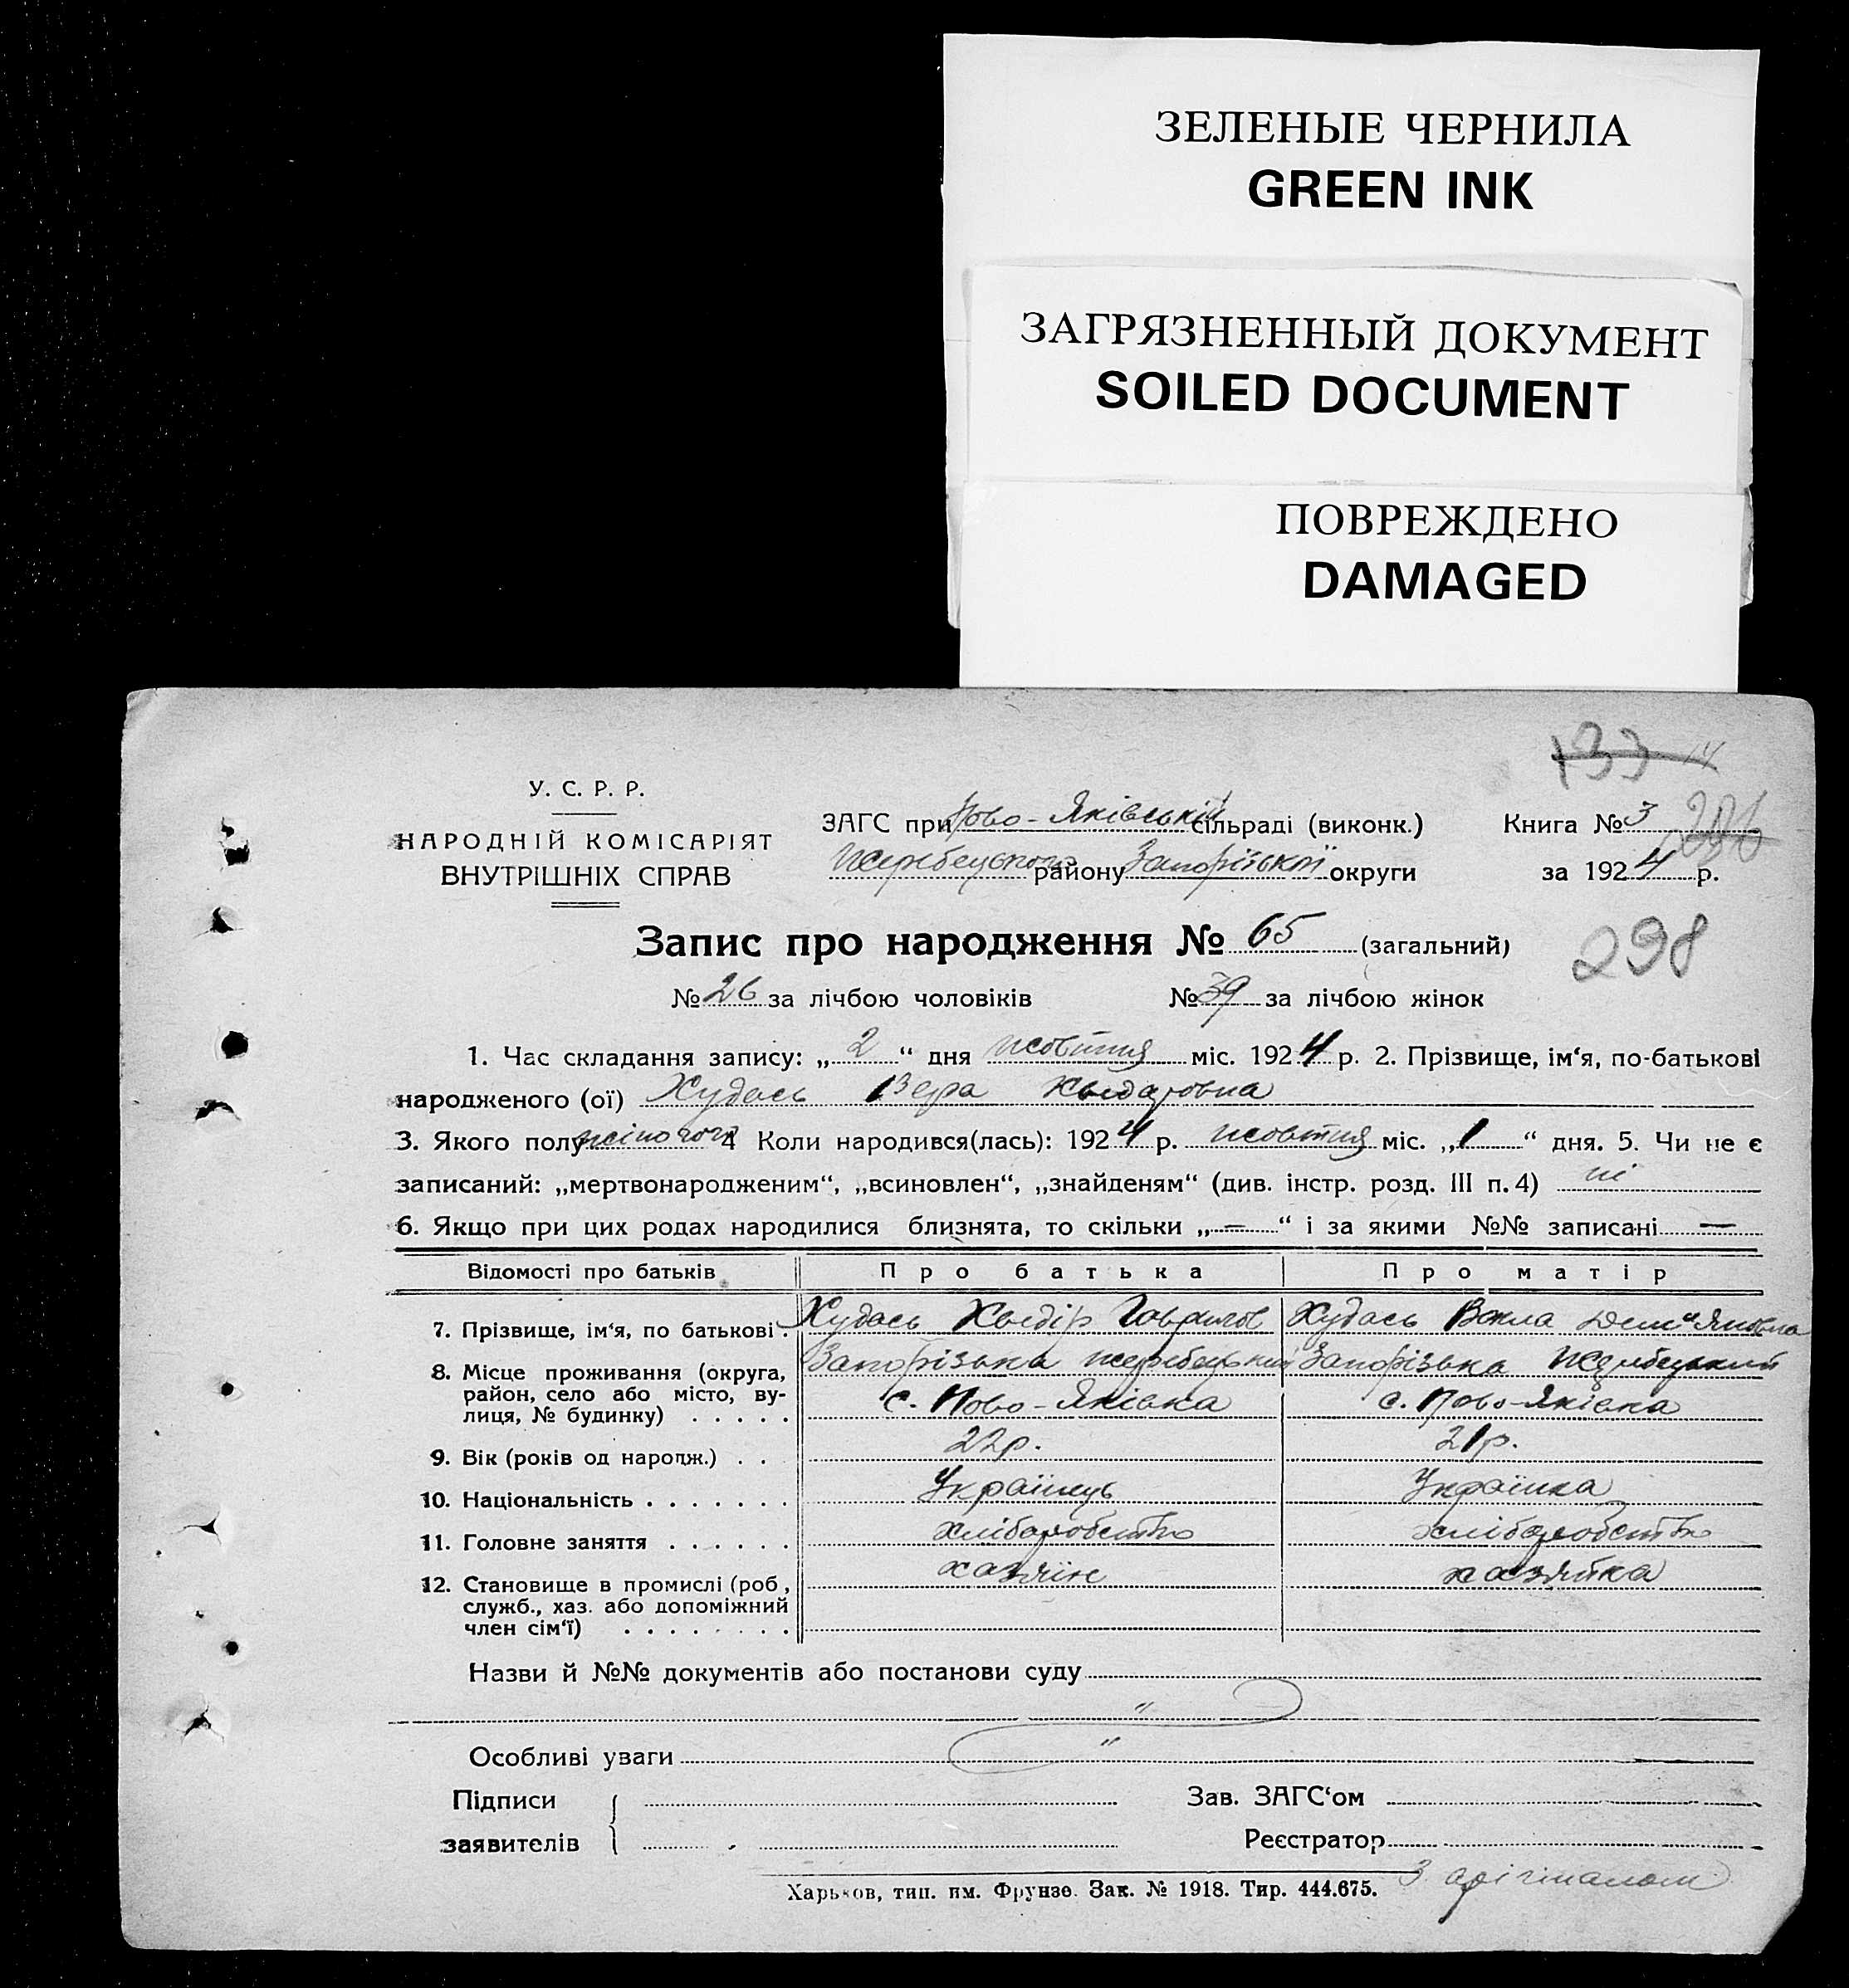 ЗЕЛЕНЫЕ ЧЕРНИЛА
GREEN INK
ЗАГРЯЗНЕННЫЙ ДОКУМЕНТ
SOILED DOCUMENT
ПОВРЕЖДЕНО
DAMAGED
133
У. С. Р. Р.
НАРОДНІЙ КОМІСАРІЯТ
ВНУТРІШНІХ СПРАВ
ЗАГС при Ново-Яківській сільраді (виконк.) Книга № 3
Жеребецького району Запорізької округи за 1924 р.
Запис про народження № 65 (загальний)
298
№ 26 за лічбою чоловіків № 39 за лічбою жінок
1. Час складання запису: „2“ дня жовтня міс. 1924 р. 2. Прізвище, ім‘я, по-батькові
народженого (ої) Худась Вера
3. Якого полу жіночого 4 Коли народився(лась): 1924 р. жовтня міс. „1“ дня. 5. Чи не є
записаний: „мертвонародженим“, „всиновлен“, „знайденям“ (див. інстр. розд. III п. 4) ні
6. Якщо при цих родах народилися близнята, то скільки „—“ і за якими №№ записані —
Відомості про батьків Про батька Про матір
7. Прізвище, ім‘я, по батькові. Худась Хведір Гаврилов Худась
8. Місце проживання (округа, район, село або місто, вулиця, № будинку) . . . . . Запорізька Жеребецький Запорізька Жеребецький
с. Ново-Яківка с. Ново-Яківка
9. Вік (років од народж.) . . 22 р. 21 р.
10. Національність . . . . . . . Українець Українка
11. Головне заняття . . . . . . хліборобство хліборобство
12. Становище в промислі (роб, служб., хаз. або допоміжний член сім‘ї) . . . . . . . . хазяїн хазяйка
Назви й №№ документів або постанови суду
"
Особливі уваги "
Підписи Зав. ЗАГС‘ом
заявителів Реєстратор
Харьков, тип. им. Фрунзе. Зак. № 1918. Тир. 444.675.
З орігіналом